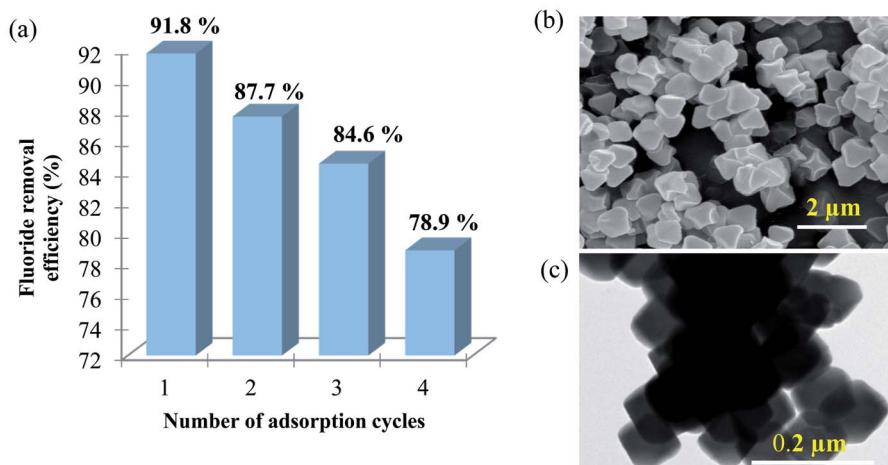 (a)
91.8 %
87.7 %
84.6 %
78.9 %
92
90
88
86
84
82
80
78
76
74
72
Fluoride removal
efficiency (%)
1 2 3 4
Number of adsorption cycles
(b)
2 µm
(c)
0.2 µm